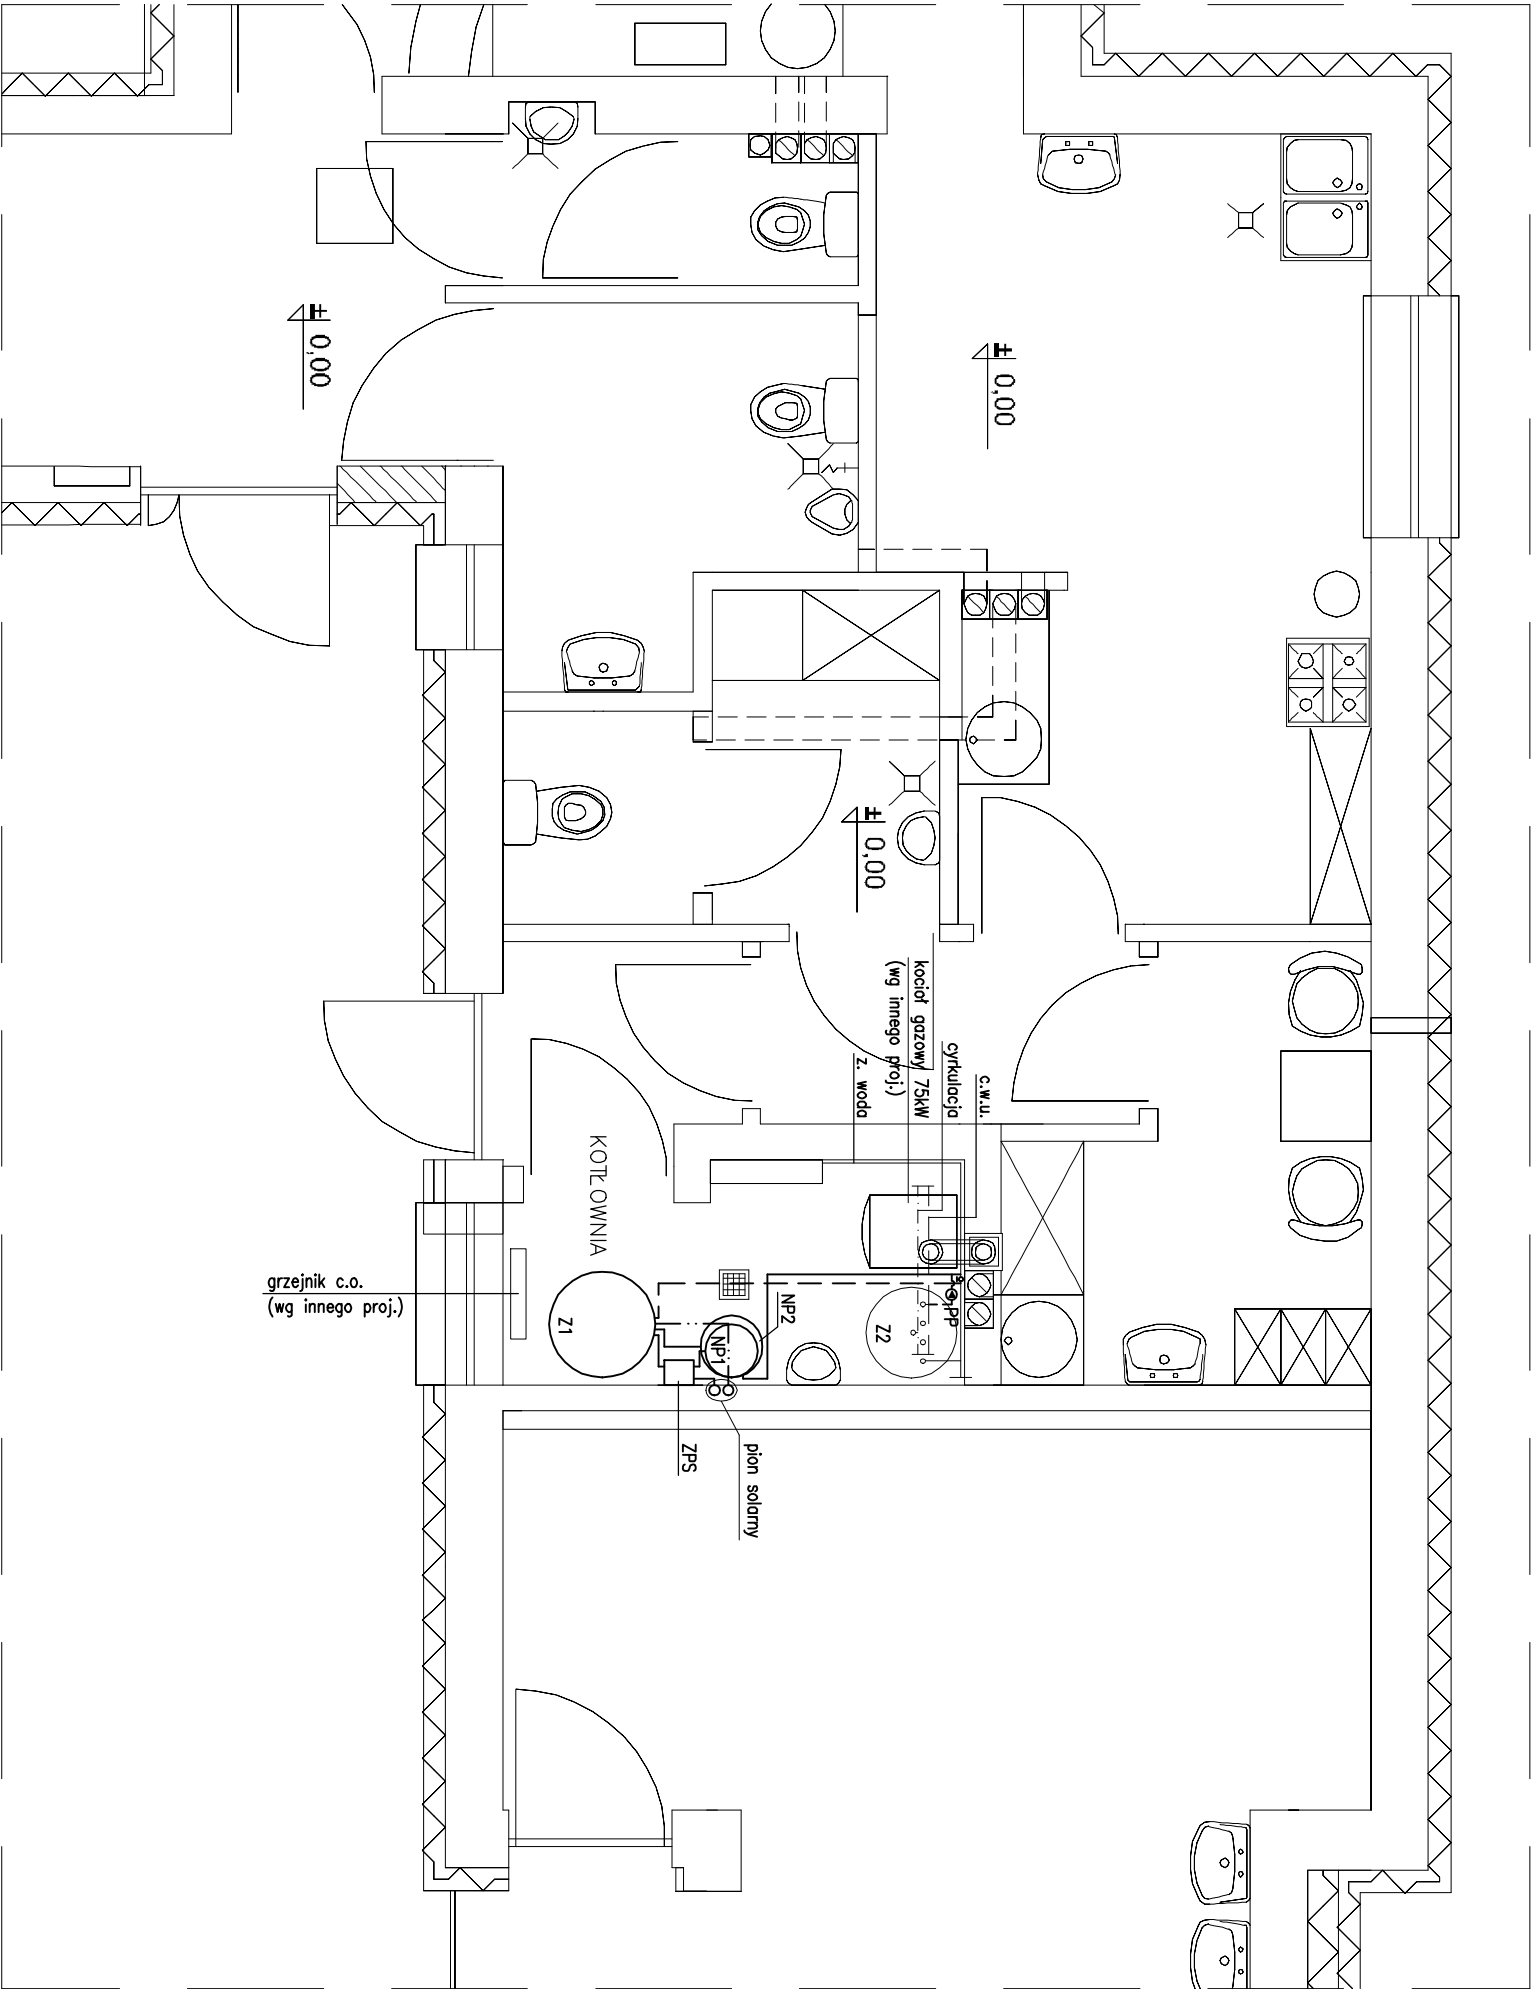 ± 0,00
± 0,00
± 0,00
kocioł gazowy 75kW
(wg innego proj.)
cyrkulacja
c.w.u.
z. woda
KOTŁOWNIA
grzejnik c.o.
(wg innego proj.)
Z1
NP2
NP1
Z2
PP
ZPS
pion solarny